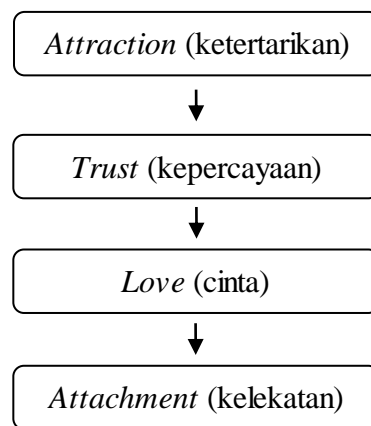 Attraction (ketertarikan)
Trust (kepercayaan)
Love (cinta)
Attachment (kelekatan)